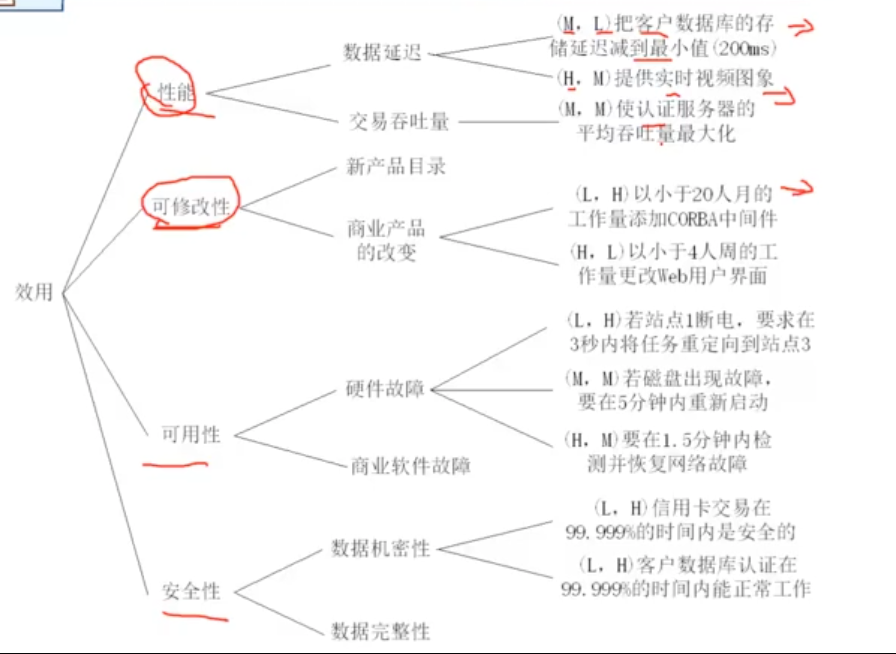 (M, L)把客户数据库的存
储延迟减到最小值(200ms)
数据延迟
(H, M)提供实时视频图象
性能
(M, M)使认证服务器的
平均吞吐量最大化
交易吞吐量
新产品目录
可修改性
(L, H)以小于20人月的
工作量添加CORBA中间件
商业产品
的改变
(H, L)以小于4人周的工
作量更改Web用户界面
效用
(L, H)若站点1断电, 要求在
3秒内将任务重定向到站点3
硬件故障
(M, M)若磁盘出现故障,
要在5分钟内重新启动
可用性
(H, M)要在1.5分钟内检
测并恢复网络故障
商业软件故障
(L, H)信用卡交易在
99.999%的时间内是安全的
数据机密性
(L, H)客户数据库认证在
99.999%的时间内能正常工作
安全性
数据完整性